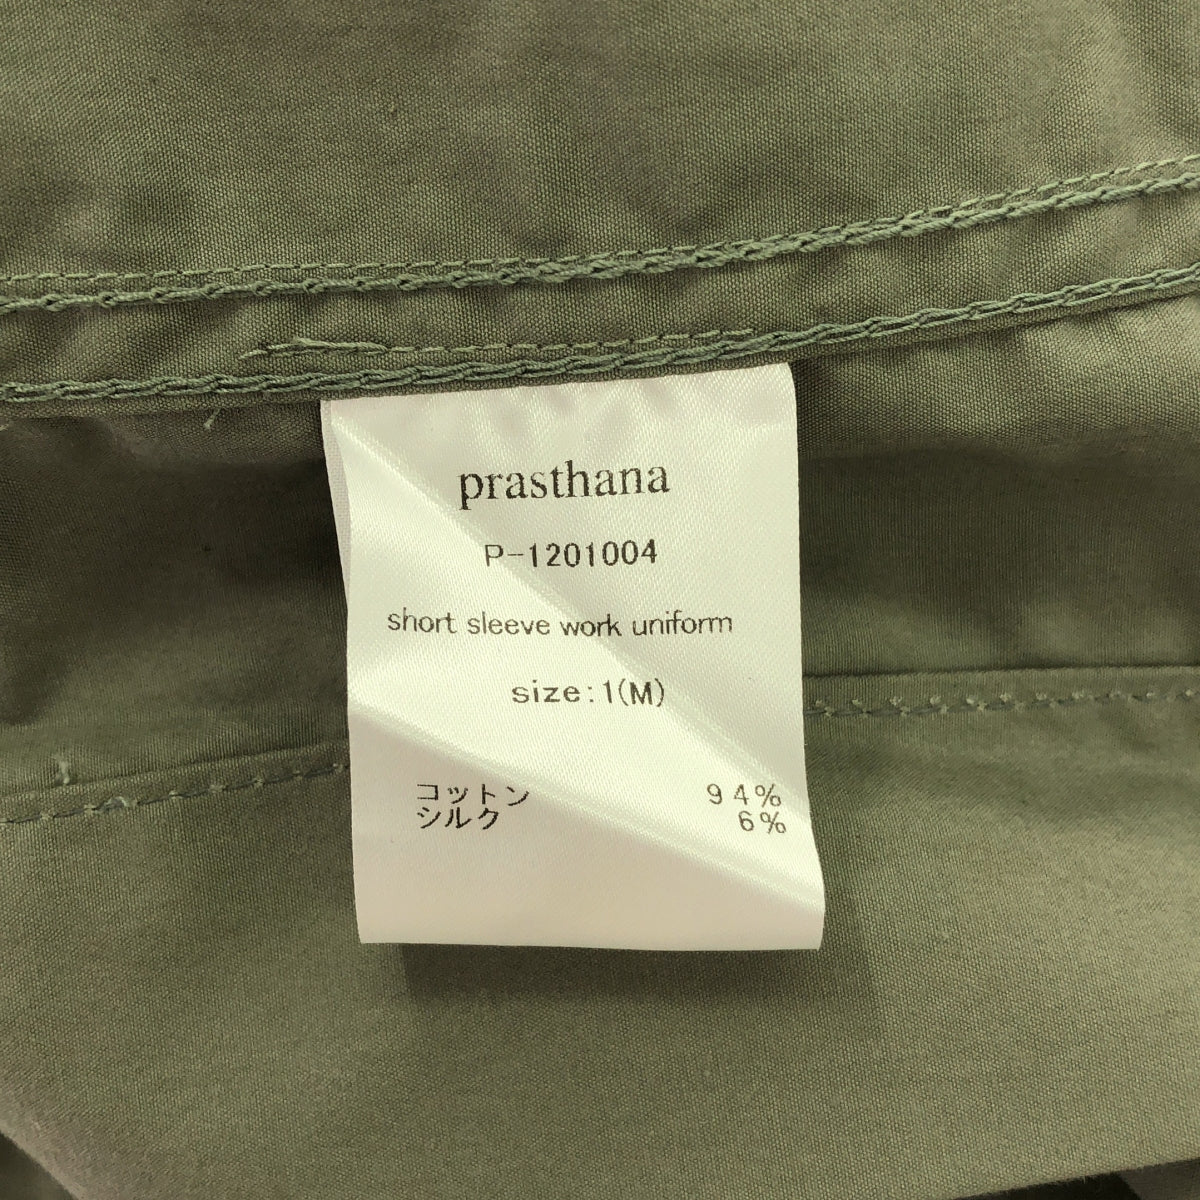 prasthana
P-1201004
short sleeve work uniform
size:1(M)
コットン 94%
シルク 6%